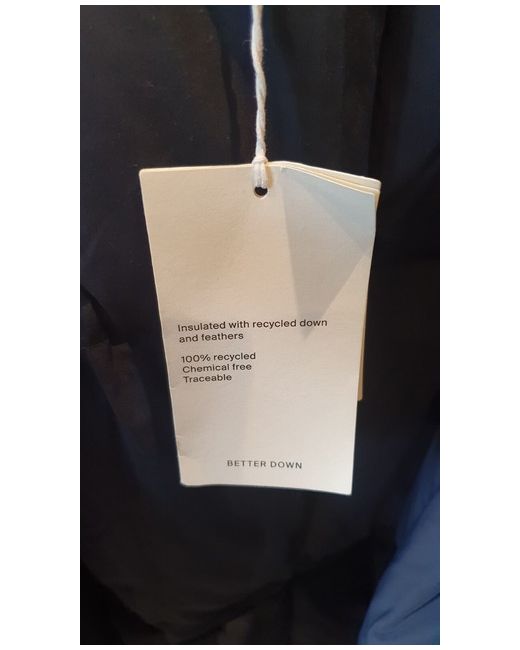 Insulated with recycled down
and feathers
100% recycled
Chemical free
Traceable
BETTER DOWN